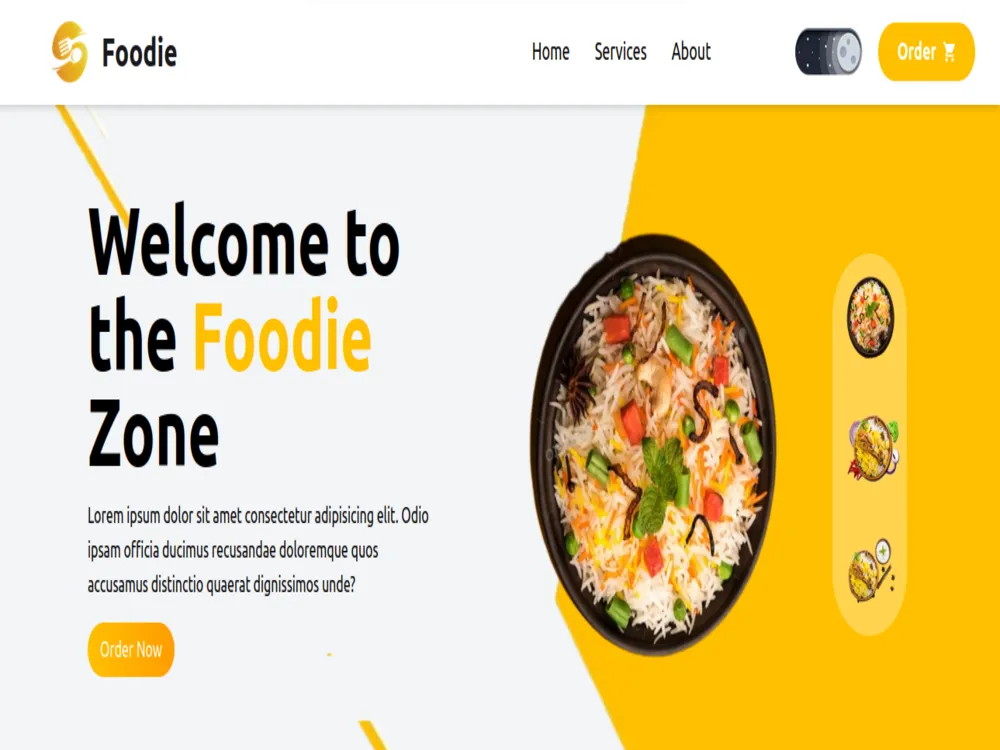 Foodie
Home Services About
Order
Welcome to
the Foodie
Zone
Lorem ipsum dolor sit amet consectetur adipisicing elit. Odio
ipsam officia ducimus recusandae doloremque quos
accusamus distinctio quaerat dignissimos unde?
Order Now